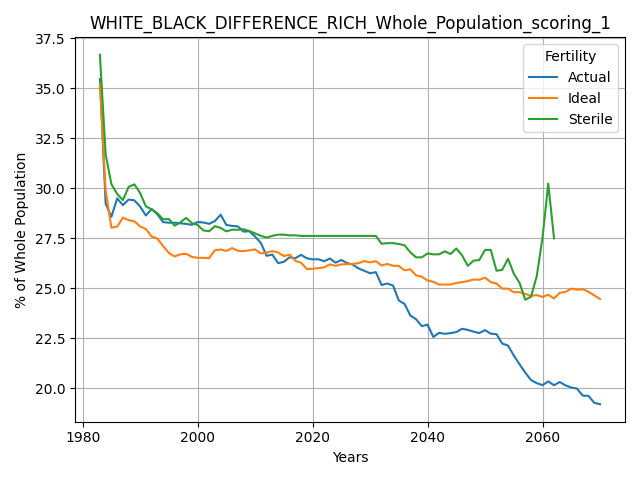 WHITE_BLACK_DIFFERENCE_RICH_Whole_Population_scoring_1
37.5
35.0
32.5
30.0
27.5
25.0
22.5
20.0
% of Whole Population
Fertility
Actual
Ideal
Sterile
1980
2000
2020
2040
2060
Years